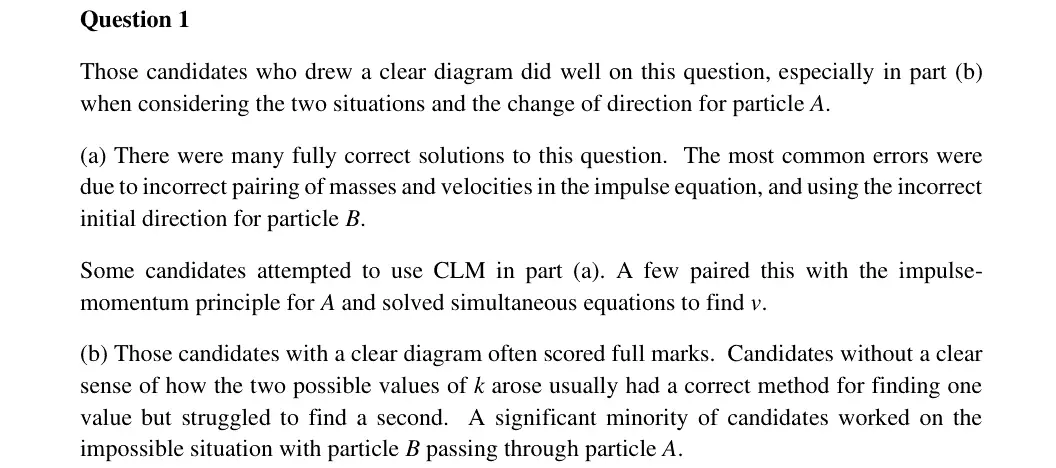 Question 1
Those candidates who drew a clear diagram did well on this question, especially in part (b)
when considering the two situations and the change of direction for particle A.
(a) There were many fully correct solutions to this question.  The most common errors were
due to incorrect pairing of masses and velocities in the impulse equation, and using the incorrect
initial direction for particle B.
Some candidates attempted to use CLM in part (a). A few paired this with the impulse-
momentum principle for A and solved simultaneous equations to find v.
(b) Those candidates with a clear diagram often scored full marks.  Candidates without a clear
sense of how the two possible values of k arose usually had a correct method for finding one
value but struggled to find a second.  A significant minority of candidates worked on the
impossible situation with particle B passing through particle A.